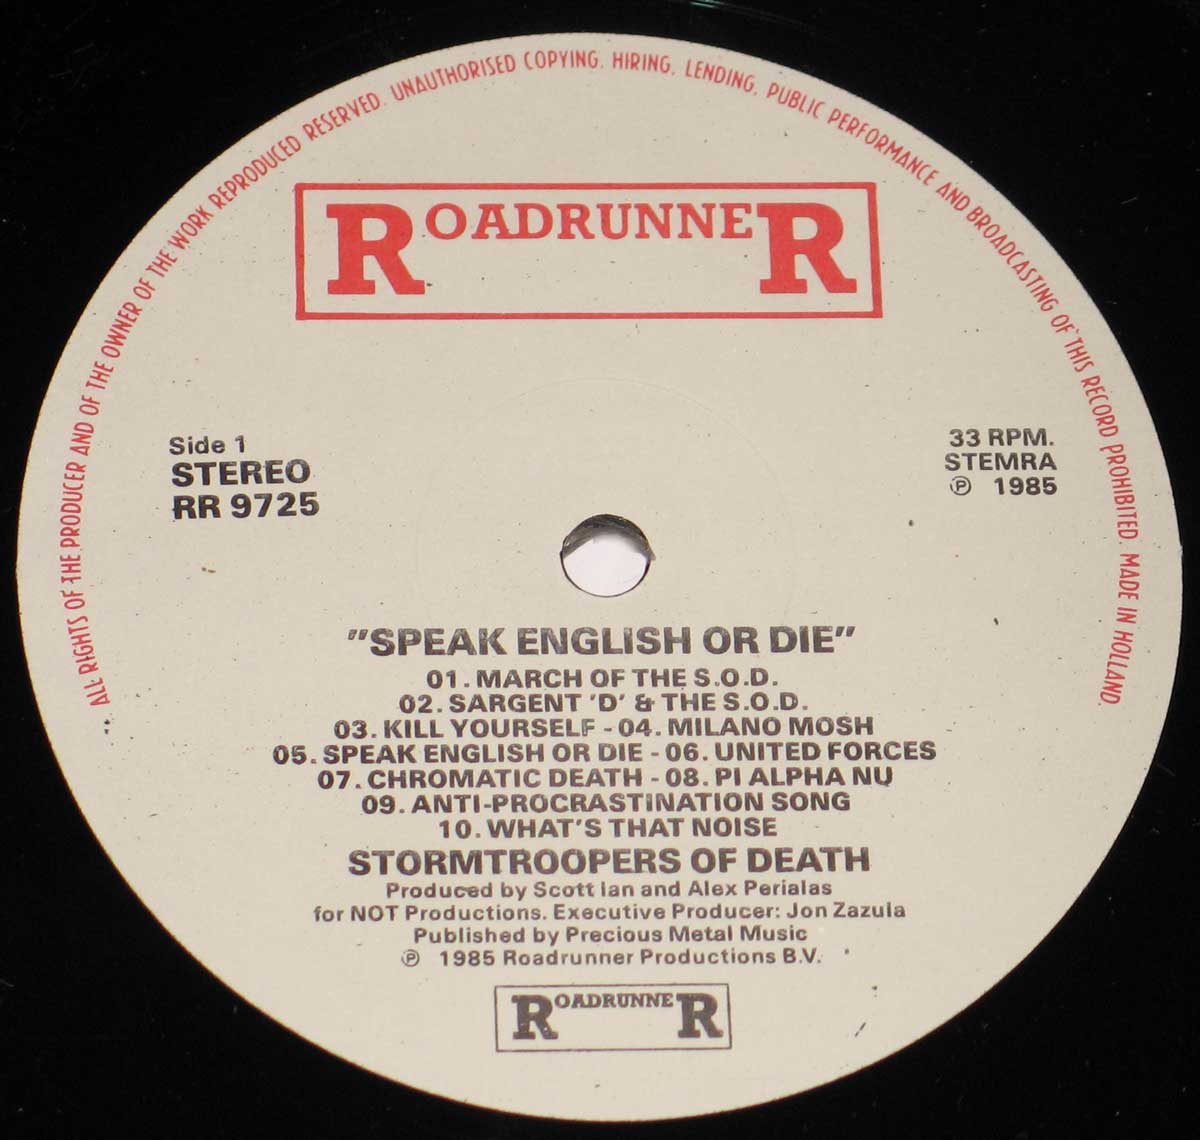 ALL RIGHTS OF THE PRODUCER AND OF THE OWNER OF THE WORK REPRODUCED RESERVED. UNAUTHORISED COPYING, HIRING, LENDING, PUBLIC PERFORMANCE AND BROADCASTING OF THIS RECORD PROHIBITED. MADE IN HOLLAND
ROADRUNNER
Side 1
STEREO
RR 9725
33 RPM.
STEMRA
℗ 1985
"SPEAK ENGLISH OR DIE"
01. MARCH OF THE S.O.D.
02. SARGENT 'D' & THE S.O.D.
03. KILL YOURSELF - 04. MILANO MOSH
05. SPEAK ENGLISH OR DIE - 06. UNITED FORCES
07. CHROMATIC DEATH - 08. PI ALPHA NU
09. ANTI-PROCRASTINATION SONG
10. WHAT'S THAT NOISE
STORMTROOPERS OF DEATH
Produced by Scott Ian and Alex Perialas
for NOT Productions. Executive Producer: Jon Zazula
Published by Precious Metal Music
℗ 1985 Roadrunner Productions B.V.
ROADRUNNER